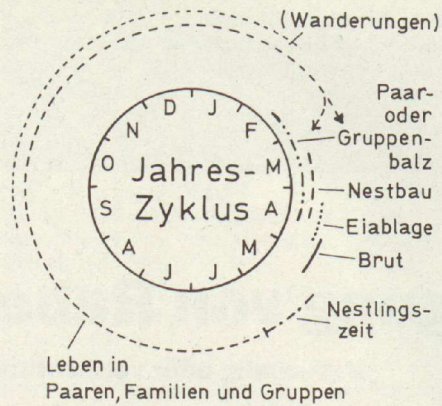 (Wanderungen)
Paar-
oder
Gruppen-
balz
Nestbau
Eiablage
Brut
Nestlings-
zeit
Leben in
Paaren, Familien und Gruppen
Jahres-
Zyklus
J
F
M
A
M
J
J
A
S
O
N
D